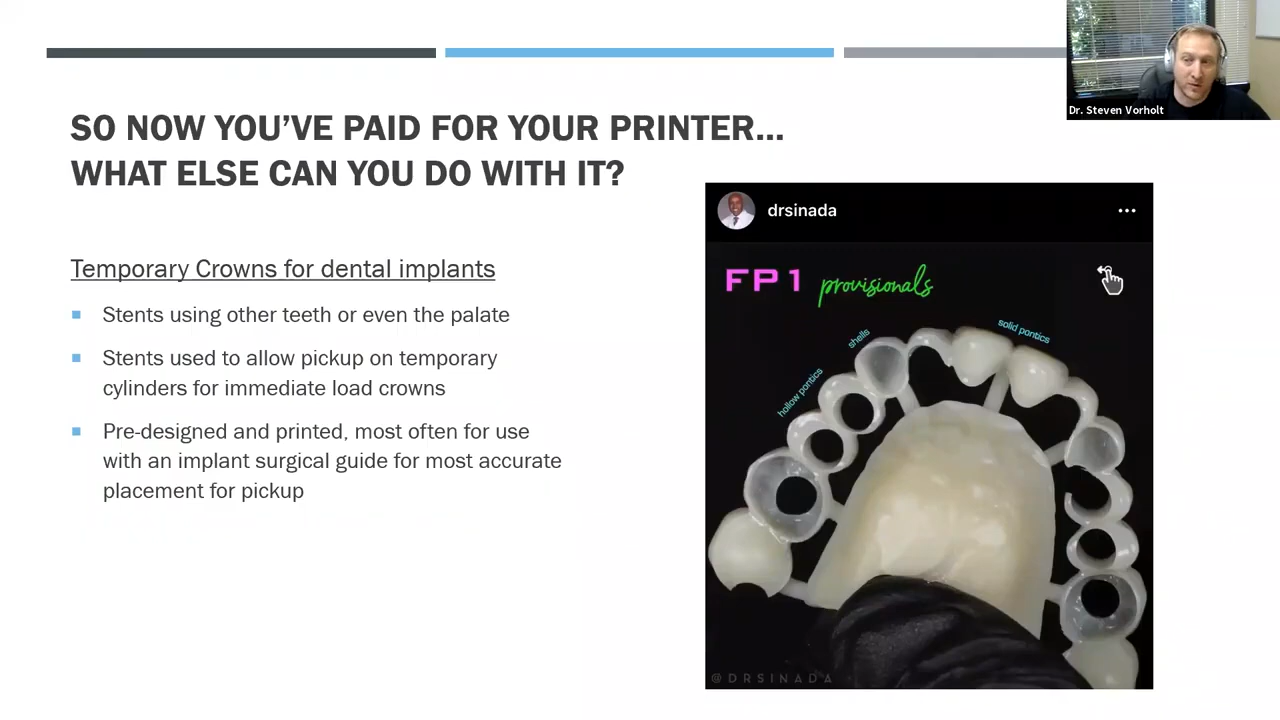 SO NOW YOU’VE PAID FOR YOUR PRINTER…
WHAT ELSE CAN YOU DO WITH IT?
Temporary Crowns for dental implants
Stents using other teeth or even the palate
Stents used to allow pickup on temporary
cylinders for immediate load crowns
Pre-designed and printed, most often for use
with an implant surgical guide for most accurate
placement for pickup
Dr. Steven Vorholt
drsinada
FP1 provisionals
solid pontics
shells
hollow pontics
@DRSINADA